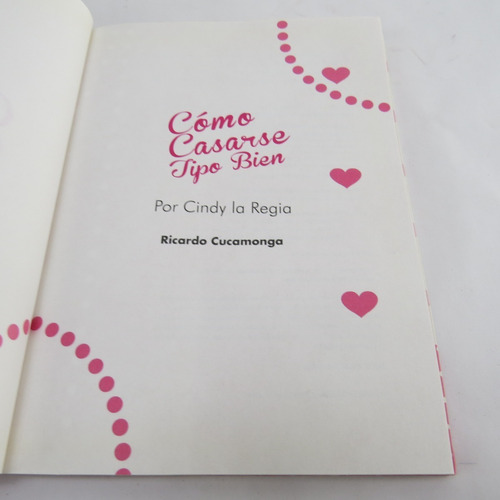 Cómo
Casarse
Tipo Bien
Por Cindy la Regia
Ricardo Cucamonga